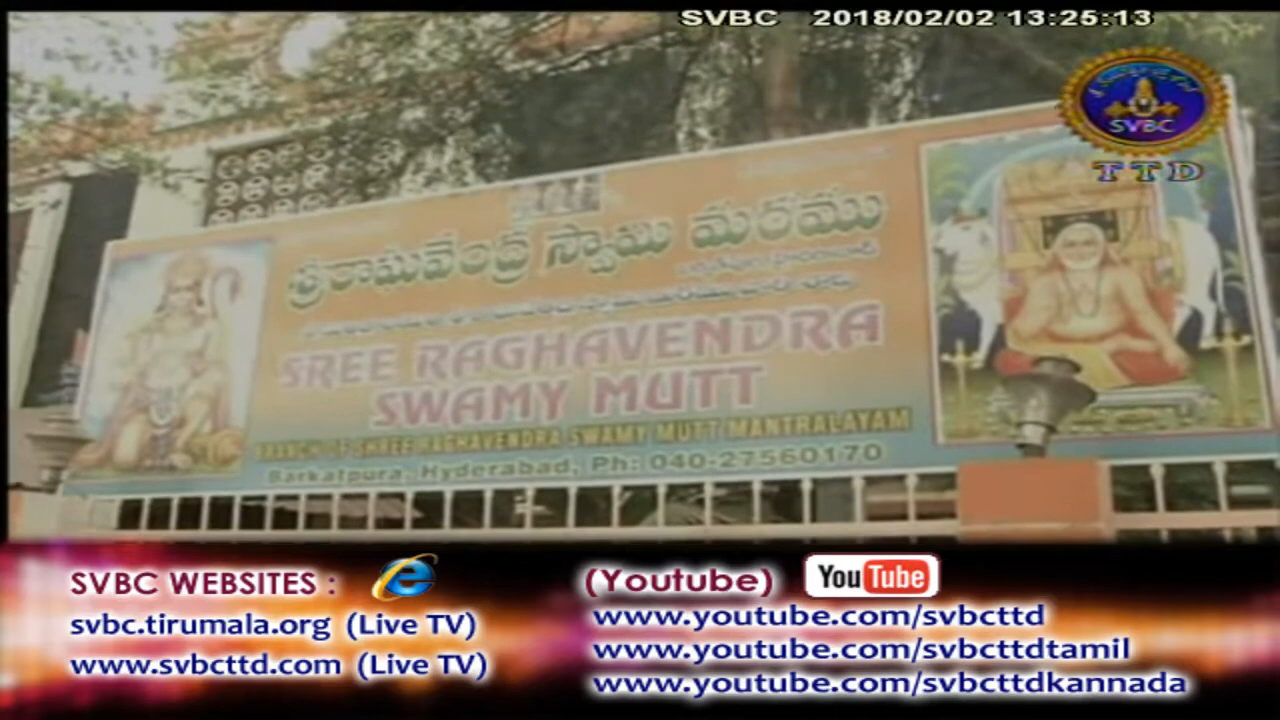 SVBC 2018/02/02 13:25:13
SVBC
TTD
శ్రీ రాఘవేంద్ర స్వామి మఠము
SREE RAGHAVENDRA
SWAMY MUTT
BRANCH OF SHREE RAGHAVENDRA SWAMY MUTT MANTRALAYAM
Barkatpura, Hyderabad, Ph: 040-27560170
SVBC WEBSITES :
svbc.tirumala.org (Live TV)
www.svbcttd.com (Live TV)
(Youtube) YouTube
www.youtube.com/svbcttd
www.youtube.com/svbcttdtamil
www.youtube.com/svbcttdkannada